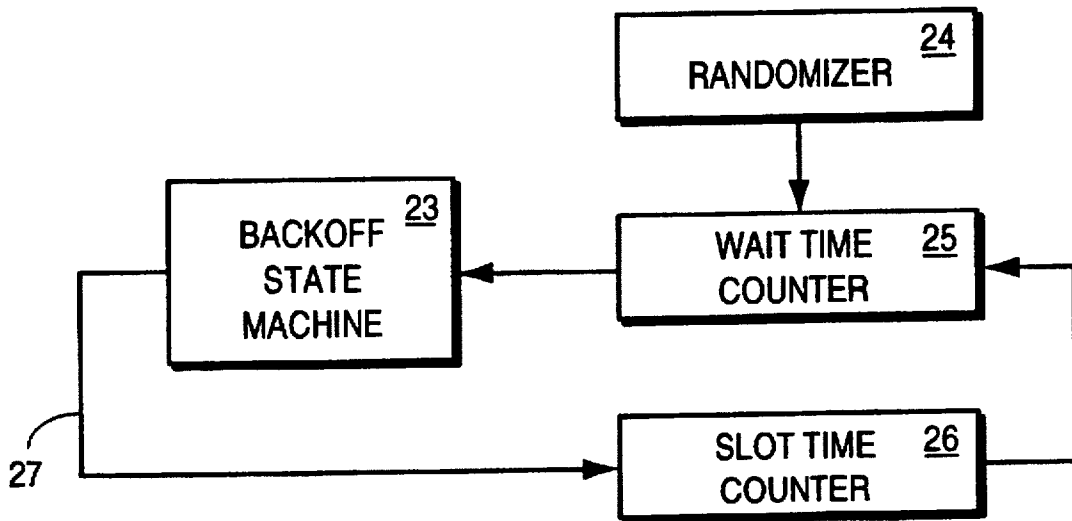 24
RANDOMIZER
23
BACKOFF
STATE
MACHINE
25
WAIT TIME
COUNTER
27
26
SLOT TIME
COUNTER